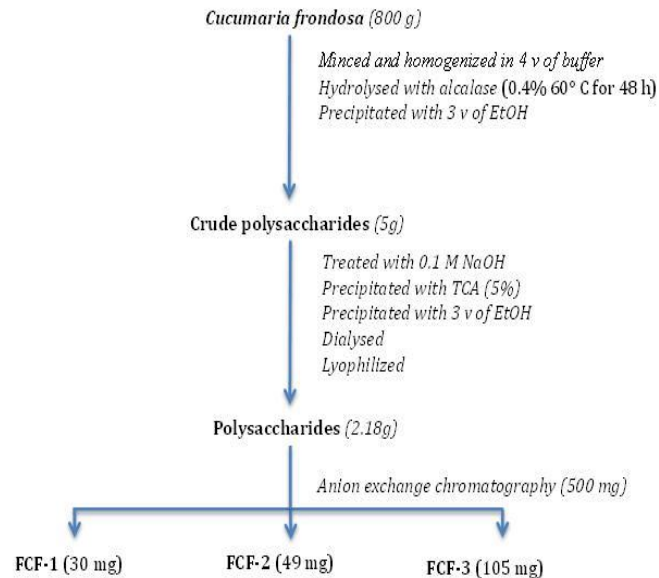 Cucumaria frondosa (800 g)
Minced and homogenized in 4 v of buffer
Hydrolysed with alcalase (0.4% 60° C for 48 h)
Precipitated with 3 v of EtOH
Crude polysaccharides (5g)
Treated with 0.1 M NaOH
Precipitated with TCA (5%)
Precipitated with 3 v of EtOH
Dialysed
Lyophilized
Polysaccharides (2.18g)
Anion exchange chromatography (500 mg)
FCF-1 (30 mg) FCF-2 (49 mg) FCF-3 (105 mg)